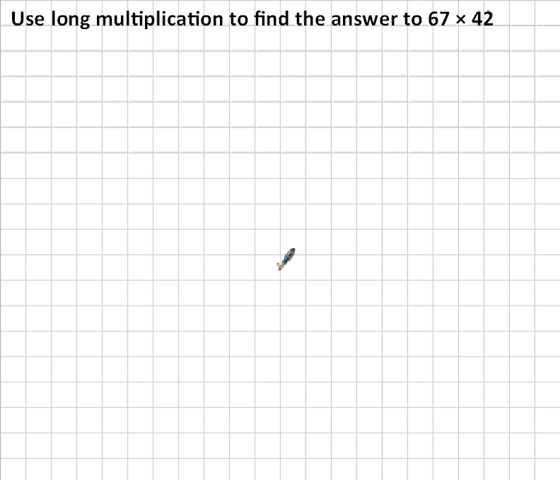 Use long multiplication to find the answer to 67 × 42